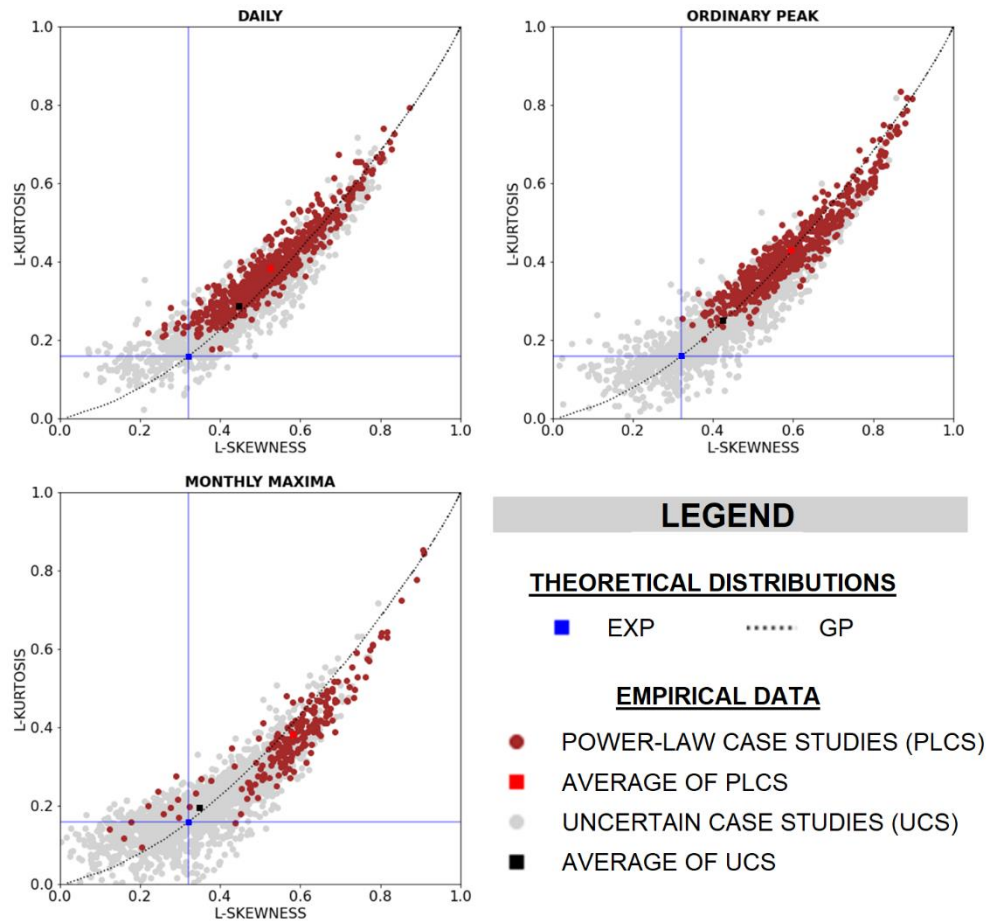 DAILY
1.0
0.8
0.6
0.4
0.2
0.0
L-KURTOSIS
0.0 0.2 0.4 0.6 0.8 1.0
L-SKEWNESS
ORDINARY PEAK
1.0
0.8
0.6
0.4
0.2
0.0
L-KURTOSIS
0.0 0.2 0.4 0.6 0.8 1.0
L-SKEWNESS
MONTHLY MAXIMA
1.0
0.8
0.6
0.4
0.2
0.0
L-KURTOSIS
0.0 0.2 0.4 0.6 0.8 1.0
L-SKEWNESS
LEGEND
THEORETICAL DISTRIBUTIONS
EXP GP
EMPIRICAL DATA
POWER-LAW CASE STUDIES (PLCS)
AVERAGE OF PLCS
UNCERTAIN CASE STUDIES (UCS)
AVERAGE OF UCS